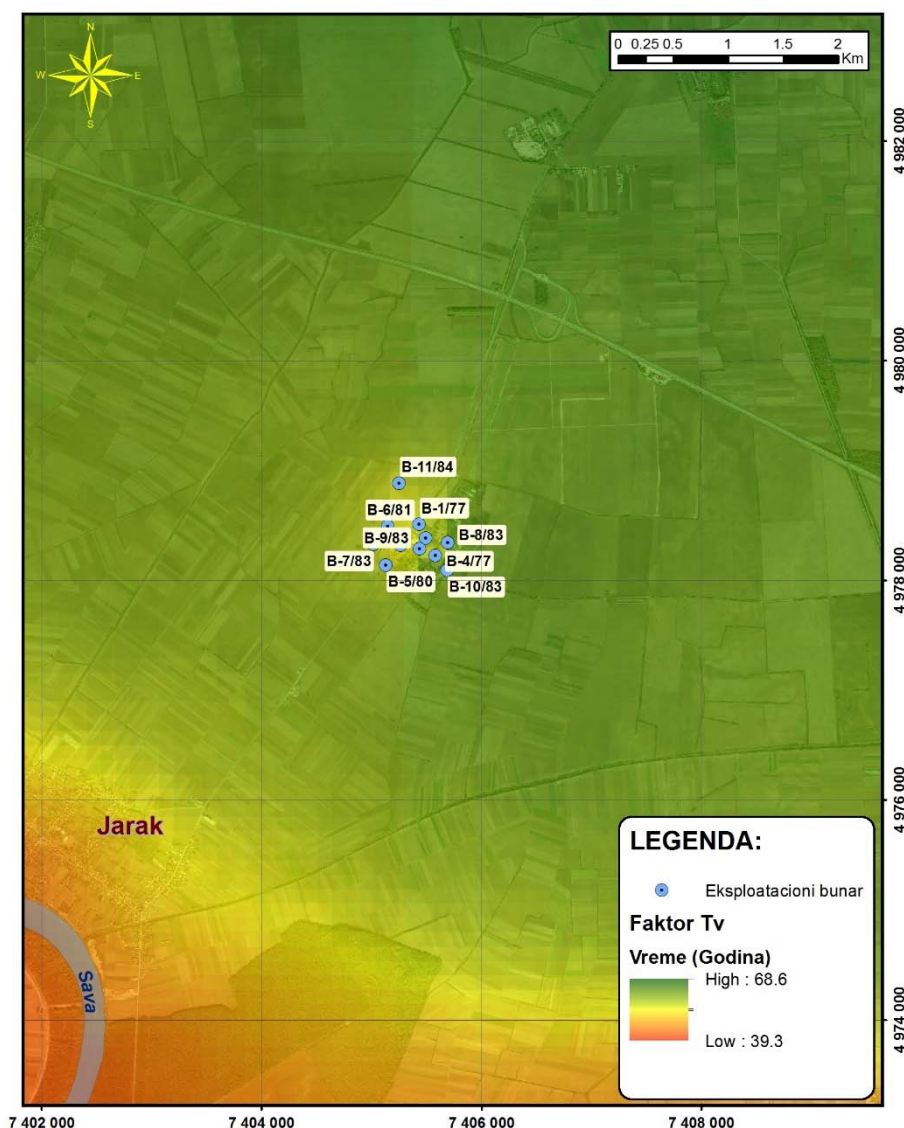 N
W E
S
0 0.25 0.5 1 1.5 2
Km
4 982 000
4 980 000
B-11/84
B-6/81 B-1/77
B-9/83 B-8/83
B-7/83 B-4/77
B-5/80 B-10/83
4 978 000
4 976 000
Jarak
Sava
LEGENDA:
Eksploatacioni bunar
Faktor Tv
Vreme (Godina)
High : 68.6
Low : 39.3
4 974 000
7 402 000 7 404 000 7 406 000 7 408 000